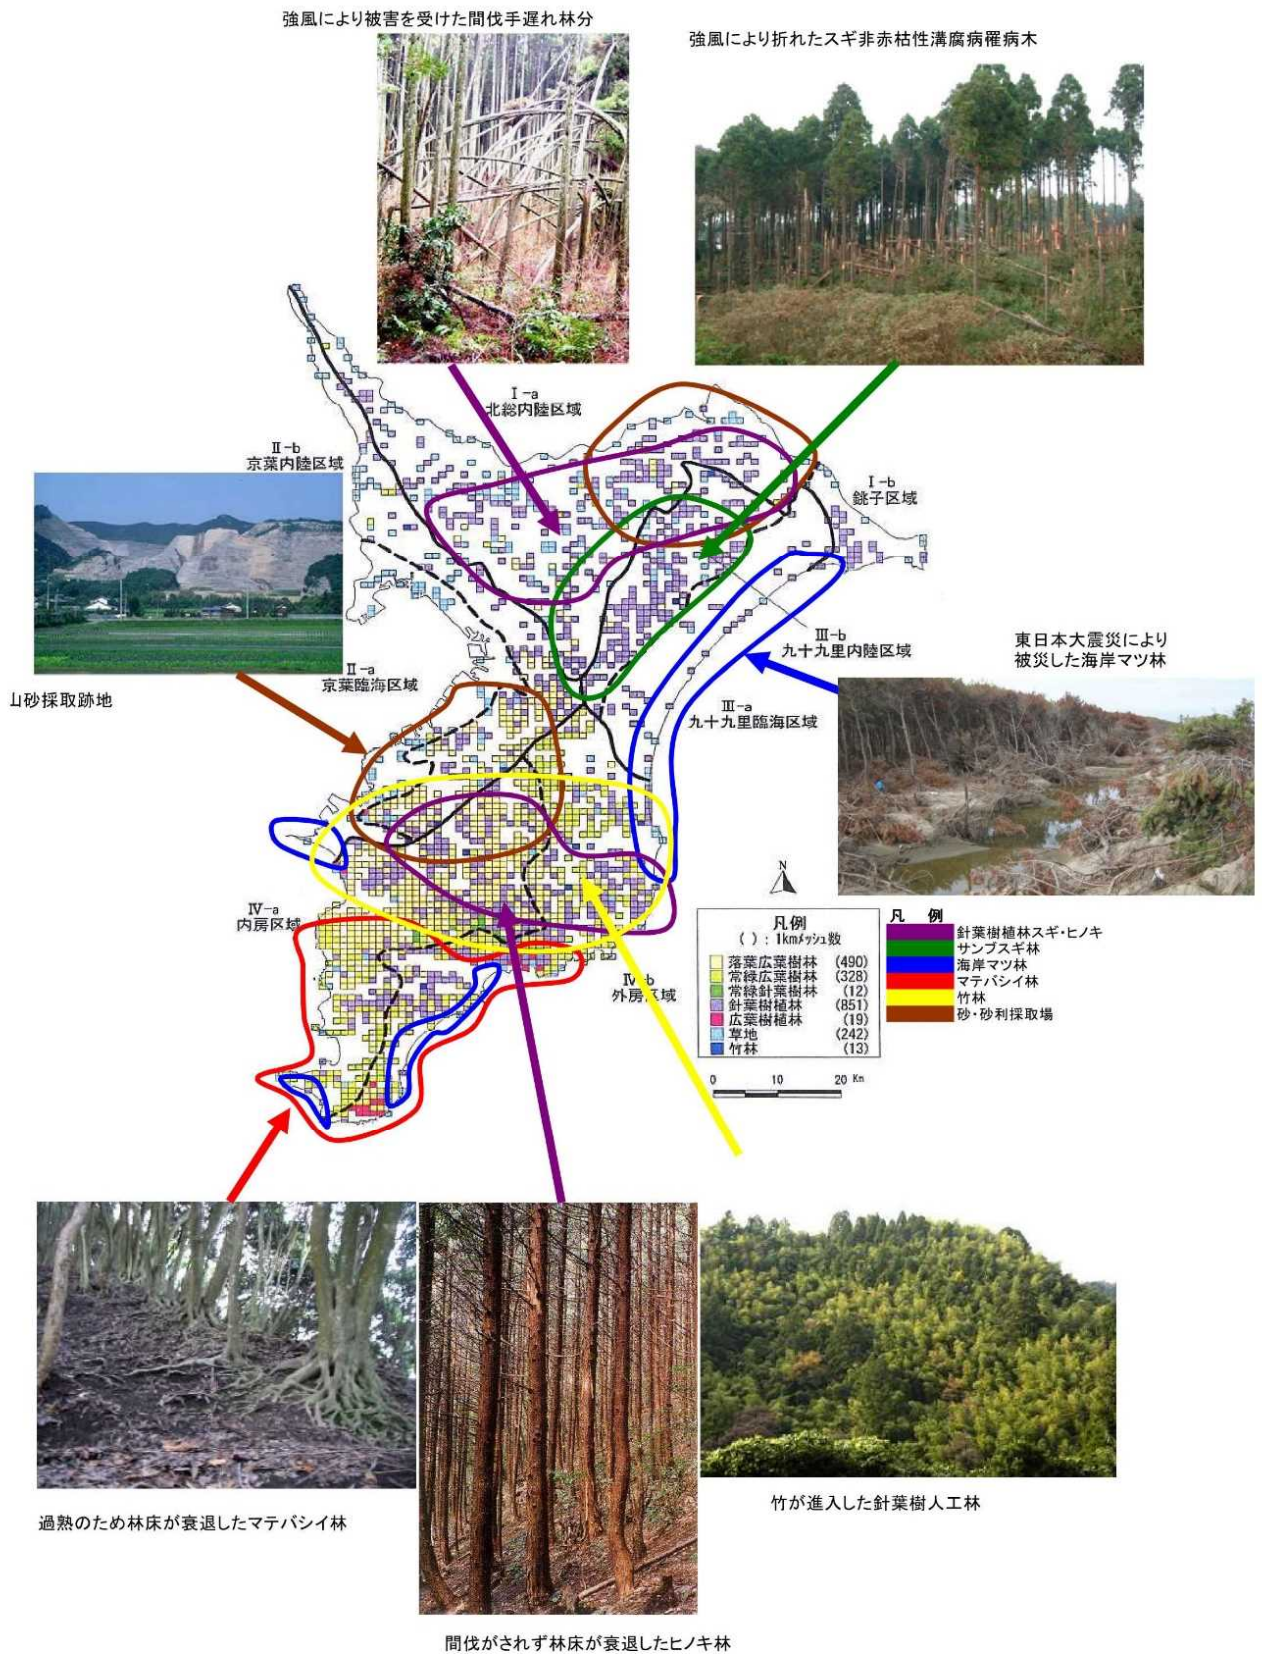 強風により被害を受けた間伐手遅れ林分
強風により折れたスギ非赤枯性溝腐病罹病木
Ⅰ-a
北総内陸区域
Ⅱ-b
京葉内陸区域
Ⅰ-b
銚子区域
Ⅲ-b
九十九里内陸区域
東日本大震災により
被災した海岸マツ林
Ⅱ-a
京葉臨海区域
山砂採取跡地
Ⅲ-a
九十九里臨海区域
N
Ⅳ-a
内房区域
Ⅳ-b
外房区域
凡例
( ) : 1kmメッシュ数
落葉広葉樹林 (490)
常緑広葉樹林 (328)
常緑針葉樹林 (12)
針葉樹植林 (851)
広葉樹植林 (19)
草地 (242)
竹林 (13)
凡 例
針葉樹植林スギ・ヒノキ
サンブスギ林
海岸マツ林
マテバシイ林
竹林
砂・砂利採取場
0 10 20 Km
竹が進入した針葉樹人工林
過熟のため林床が衰退したマテバシイ林
間伐がされず林床が衰退したヒノキ林